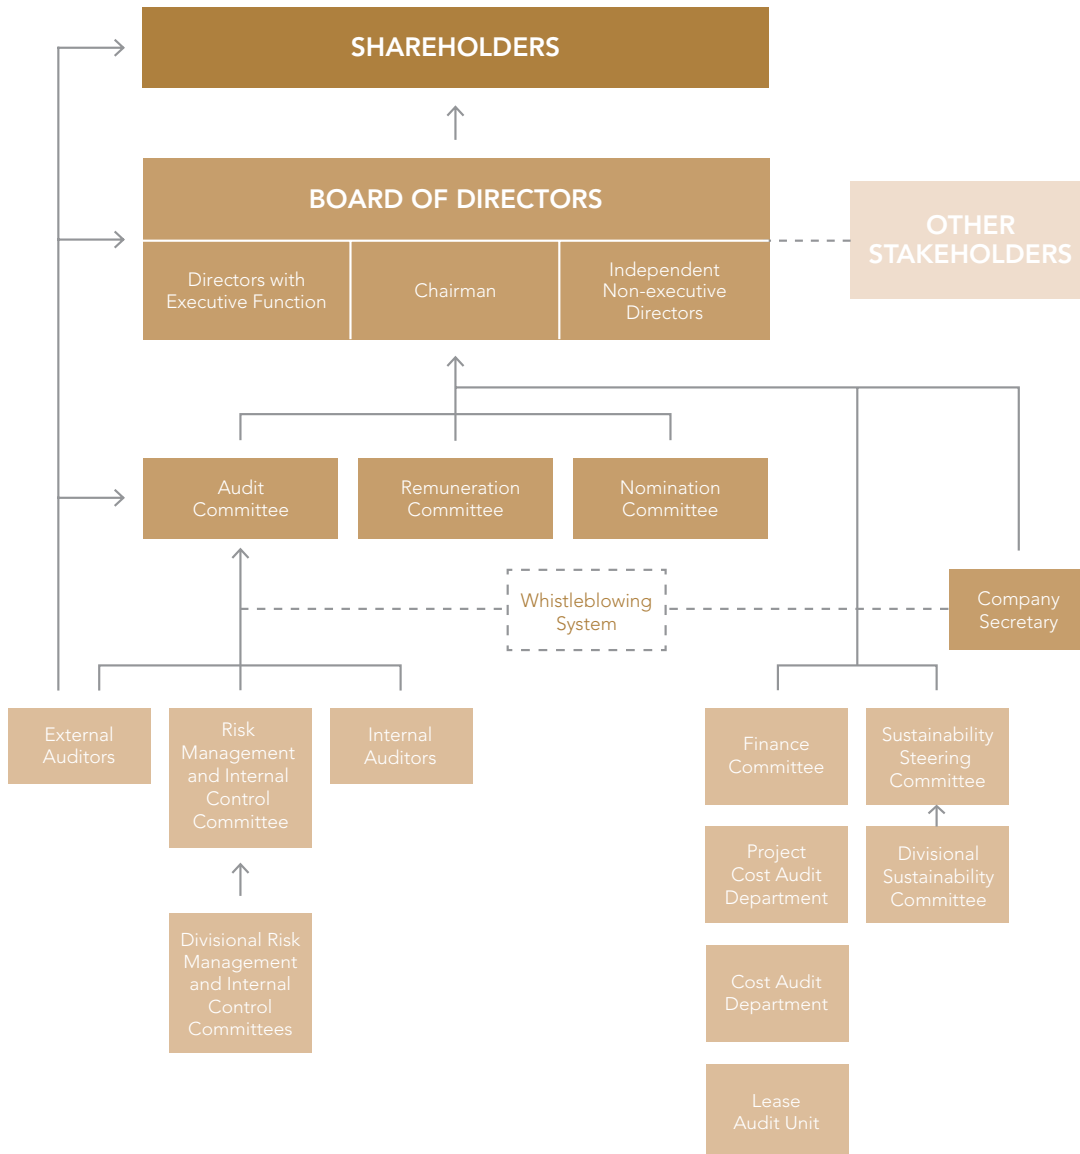 SHAREHOLDERS
BOARD OF DIRECTORS
Directors with
Executive Function
Chairman
Independent
Non-executive
Directors
OTHER
STAKEHOLDERS
Audit
Committee
Remuneration
Committee
Nomination
Committee
Whistleblowing
System
Company
Secretary
External
Auditors
Risk
Management
and Internal
Control
Committee
Internal
Auditors
Finance
Committee
Sustainability
Steering
Committee
Project
Cost Audit
Department
Divisional
Sustainability
Committee
Divisional Risk
Management
and Internal
Control
Committees
Cost Audit
Department
Lease
Audit Unit